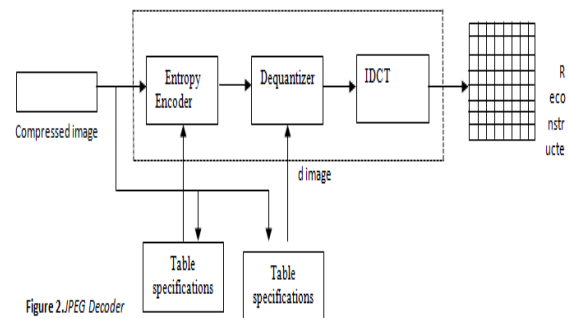 Entropy
Encoder
Dequantizer
IDCT
R
eco
nstr
ucte
Compressed image
d image
Table
specifications
Table
specifications
Figure 2.JPEG Decoder